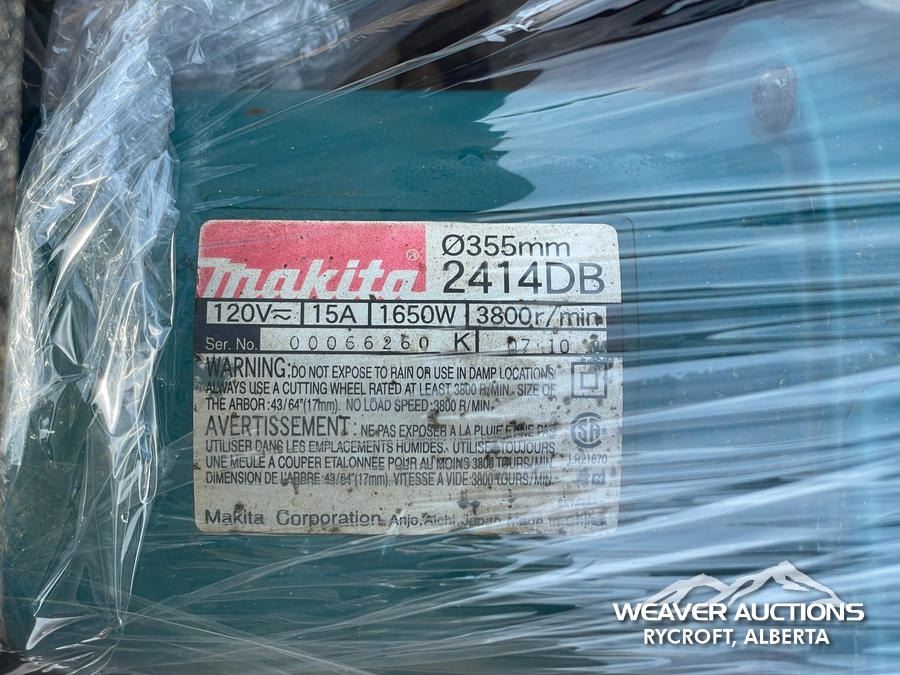 makita®
Ø355mm
2414DB
120V⎓ 15A 1650W 3800r/min
Ser. No. 00066260 K 07·10
WARNING: DO NOT EXPOSE TO RAIN OR USE IN DAMP LOCATIONS.
ALWAYS USE A CUTTING WHEEL RATED AT LEAST 3800 R/MIN. SIZE OF
THE ARBOR: 43/64"(17mm). NO LOAD SPEED:3800 R/MIN.
AVERTISSEMENT: NE PAS EXPOSER A LA PLUIE ET NE PAS
UTILISER DANS LES EMPLACEMENTS HUMIDES. UTILISEZ TOUJOURS
UNE MEULE A COUPER ETALONNEE POUR AU MOINS 3800 TOURS/MIN.
DIMENSION DE L'ARBRE:43/64"(17mm). VITESSE A VIDE:3800TOURS/MIN.
LR21670
Makita Corporation Anjo, Aichi, Japan Made in China
WEAVER AUCTIONS
RYCROFT, ALBERTA